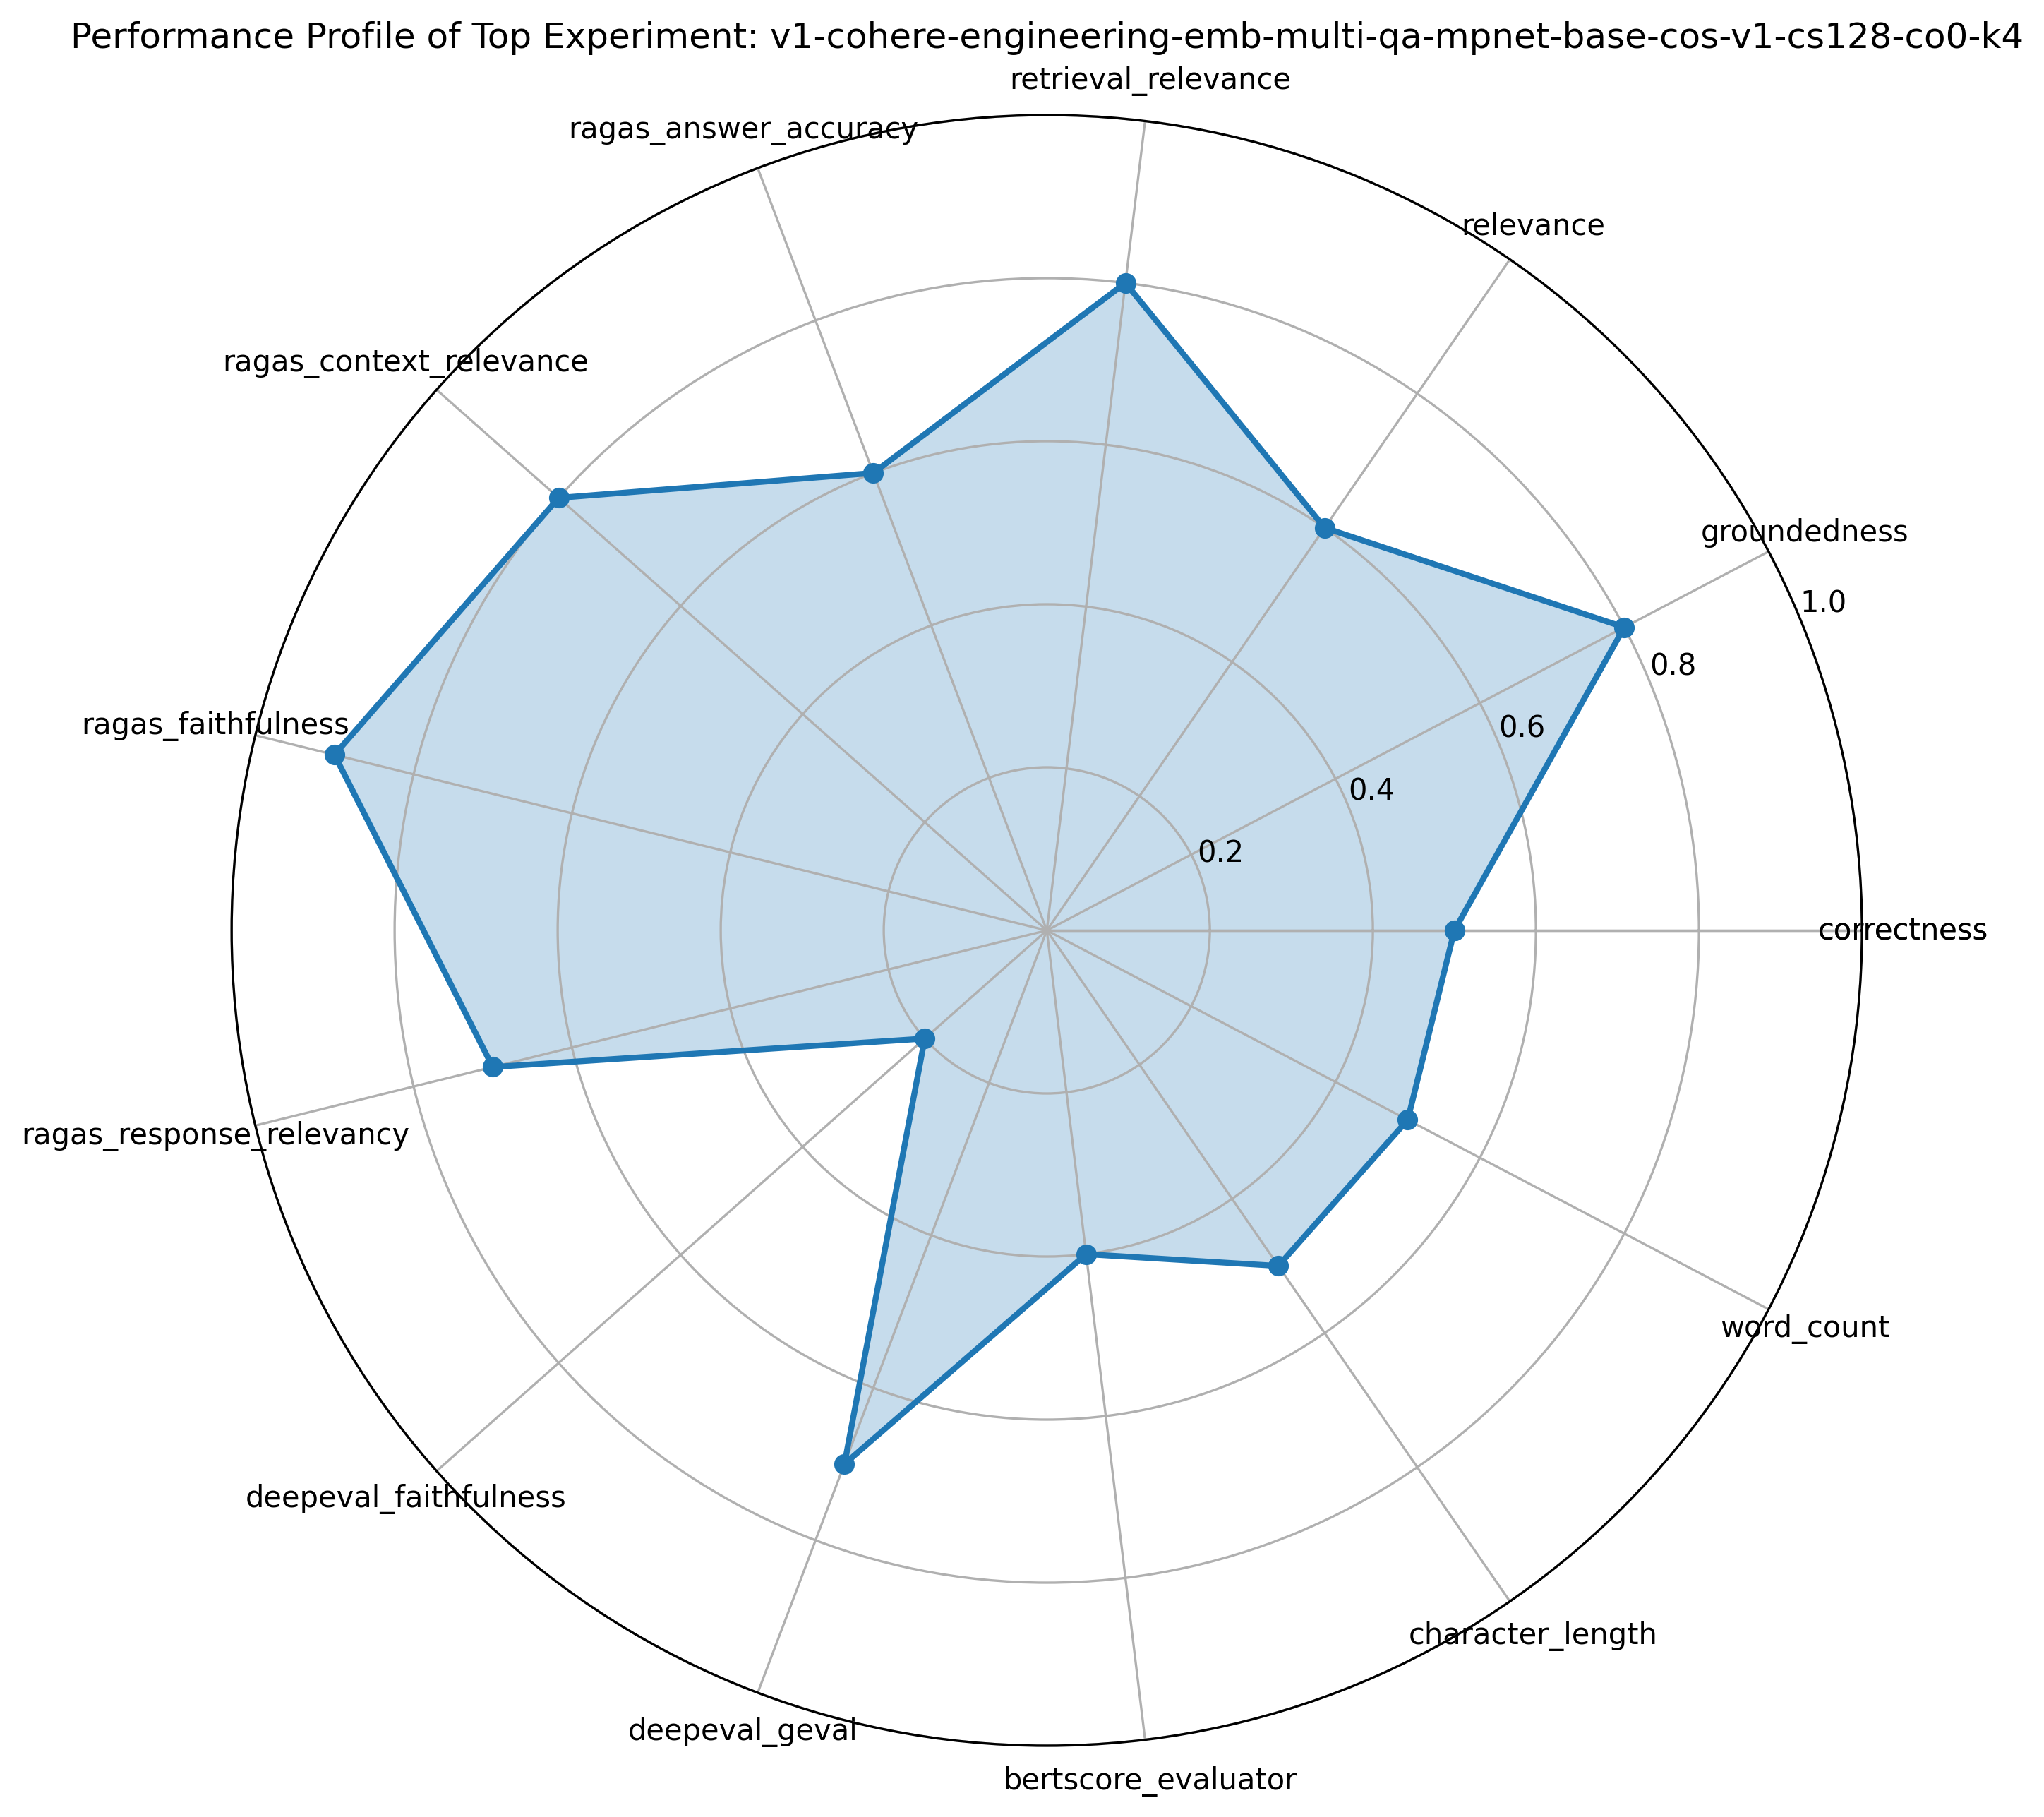 Performance Profile of Top Experiment: v1-cohere-engineering-emb-multi-qa-mpnet-base-cos-v1-cs128-co0-k4
retrieval_relevance
ragas_answer_accuracy
relevance
ragas_context_relevance
groundedness
1.0
0.8
ragas_faithfulness
0.6
0.4
0.2
correctness
ragas_response_relevancy
word_count
deepeval_faithfulness
character_length
deepeval_geval
bertscore_evaluator